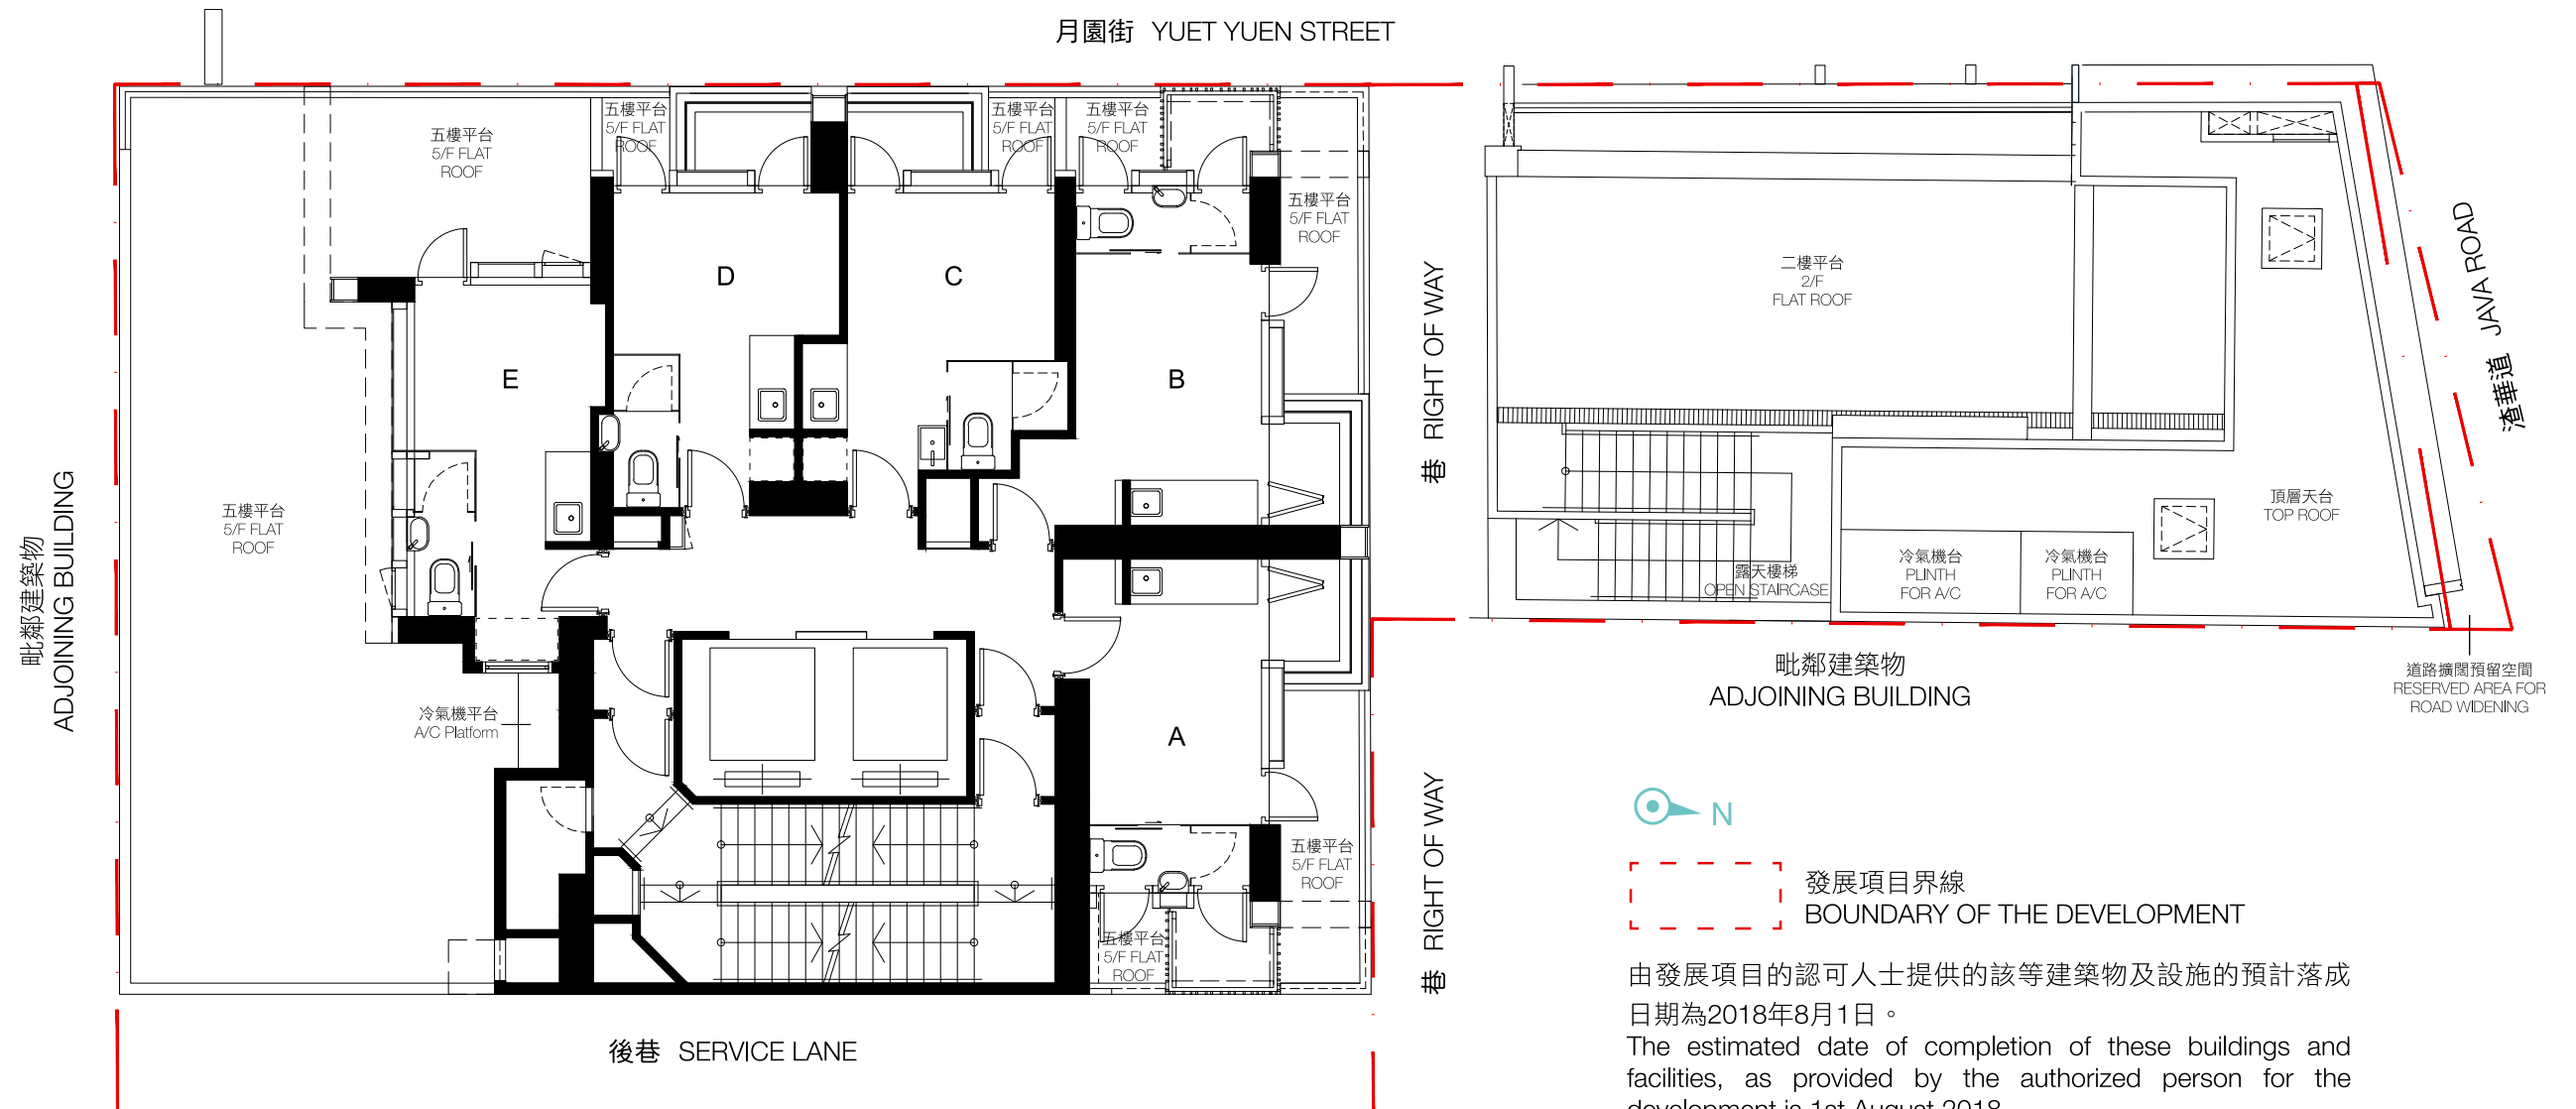 月園街 YUET YUEN STREET
五樓平台
5/F FLAT
ROOF
五樓平台
5/F FLAT
ROOF
五樓平台
5/F FLAT
ROOF
五樓平台
5/F FLAT
ROOF
五樓平台
5/F FLAT
ROOF
D
C
B
E
A
五樓平台
5/F FLAT
ROOF
毗鄰建築物
ADJOINING BUILDING
冷氣機平台
A/C Platform
五樓平台
5/F FLAT
ROOF
五樓平台
5/F FLAT
ROOF
巷 RIGHT OF WAY
巷 RIGHT OF WAY
後巷 SERVICE LANE
二樓平台
2/F
FLAT ROOF
渣華道 JAVA ROAD
頂層天台
TOP ROOF
露天樓梯
OPEN STAIRCASE
冷氣機台
PLINTH
FOR A/C
冷氣機台
PLINTH
FOR A/C
毗鄰建築物
ADJOINING BUILDING
道路擴闊預留空間
RESERVED AREA FOR
ROAD WIDENING
N
發展項目界線
BOUNDARY OF THE DEVELOPMENT
由發展項目的認可人士提供的該等建築物及設施的預計落成
日期為2018年8月1日。
The estimated date of completion of these buildings and
facilities, as provided by the authorized person for the
development is 1st August 2018